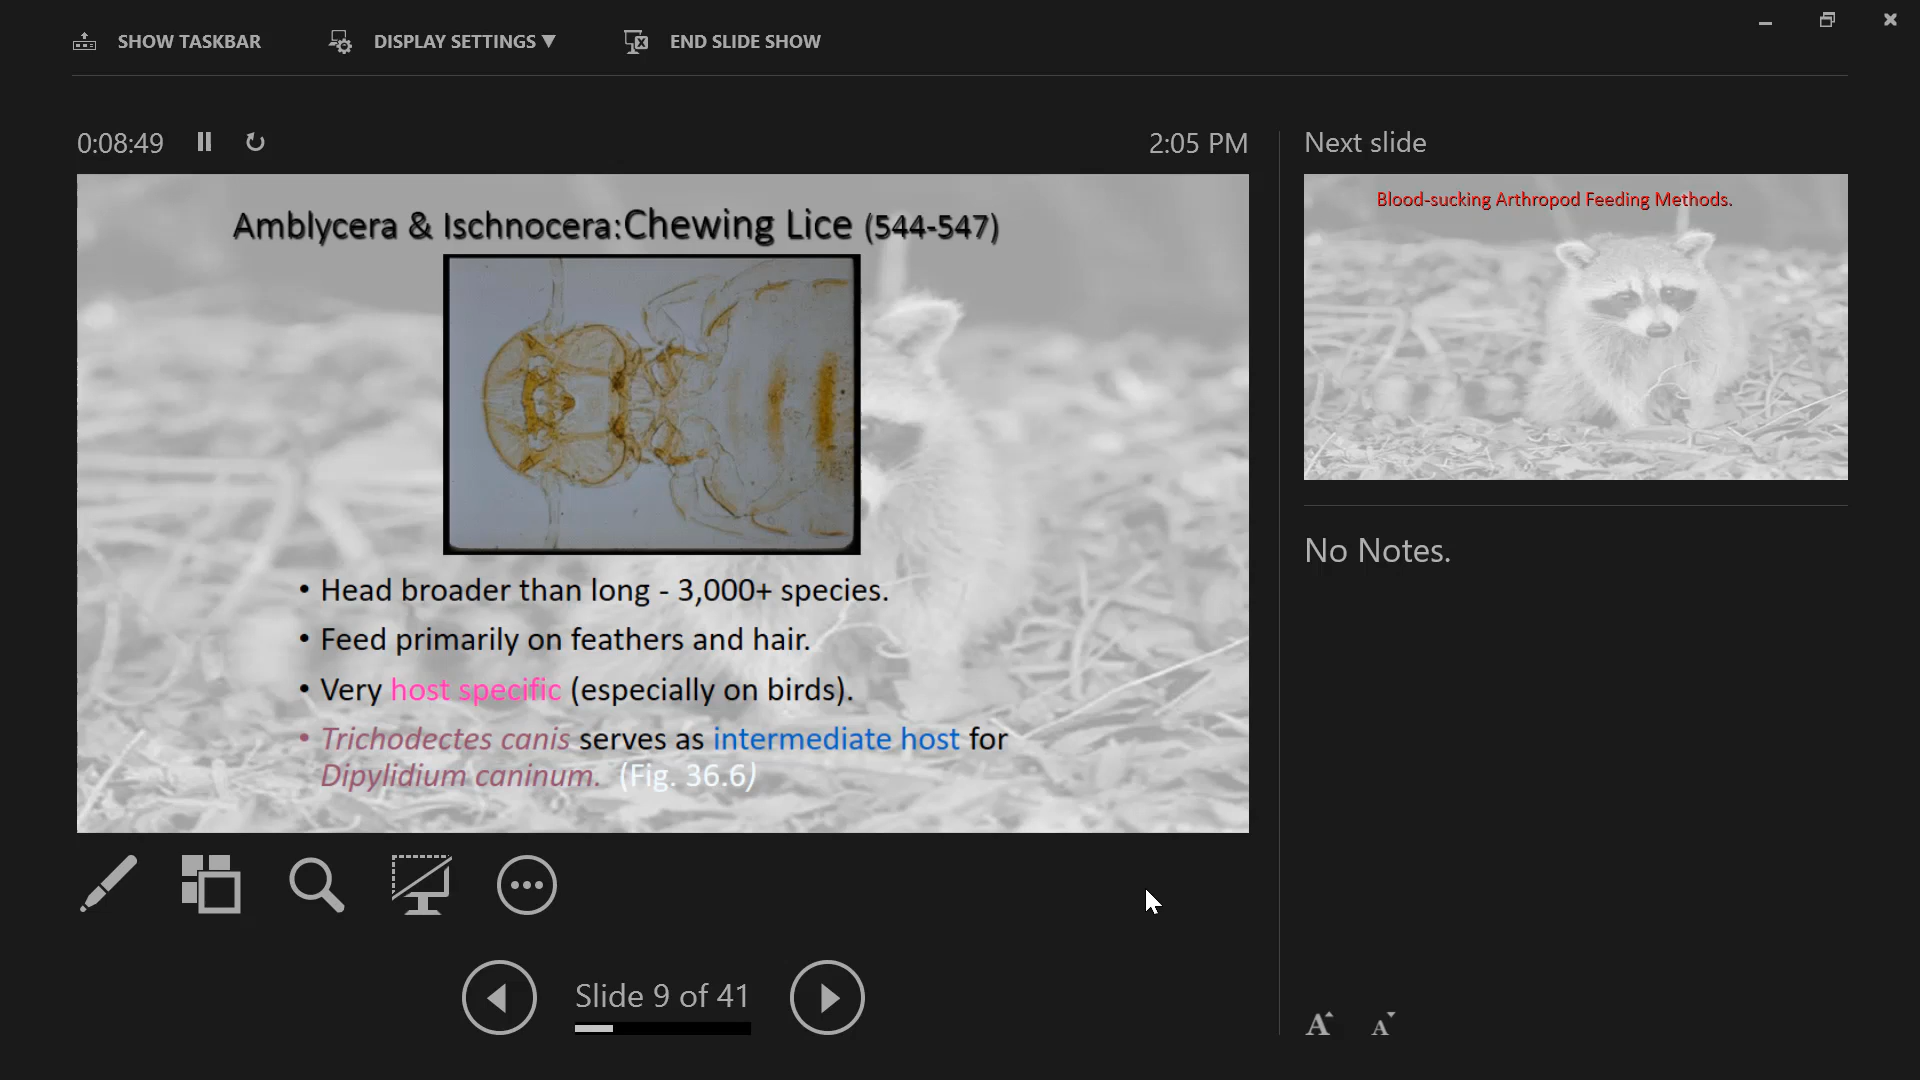 SHOW TASKBAR
DISPLAY SETTINGS ▼
END SLIDE SHOW
0:08:49
2:05 PM
Amblycera & Ischnocera:Chewing Lice (544-547)
• Head broader than long - 3,000+ species.
• Feed primarily on feathers and hair.
• Very host specific (especially on birds).
• Trichodectes canis serves as intermediate host for
Dipylidium caninum. (Fig. 36.6)
Slide 9 of 41
Next slide
Blood-sucking Arthropod Feeding Methods.
No Notes.
A
A